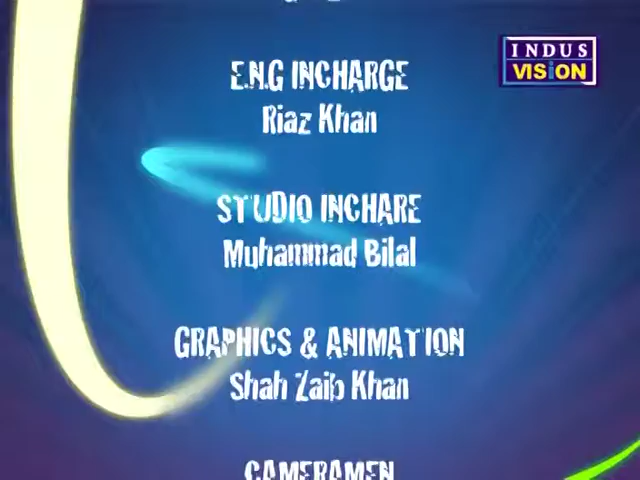 INDUS
VISiON
E.N.G INCHARGE
Riaz Khan
STUDIO INCHARE
Muhammad Bilal
GRAPHICS & ANIMATION
Shah Zaib Khan
CAMERAMEN